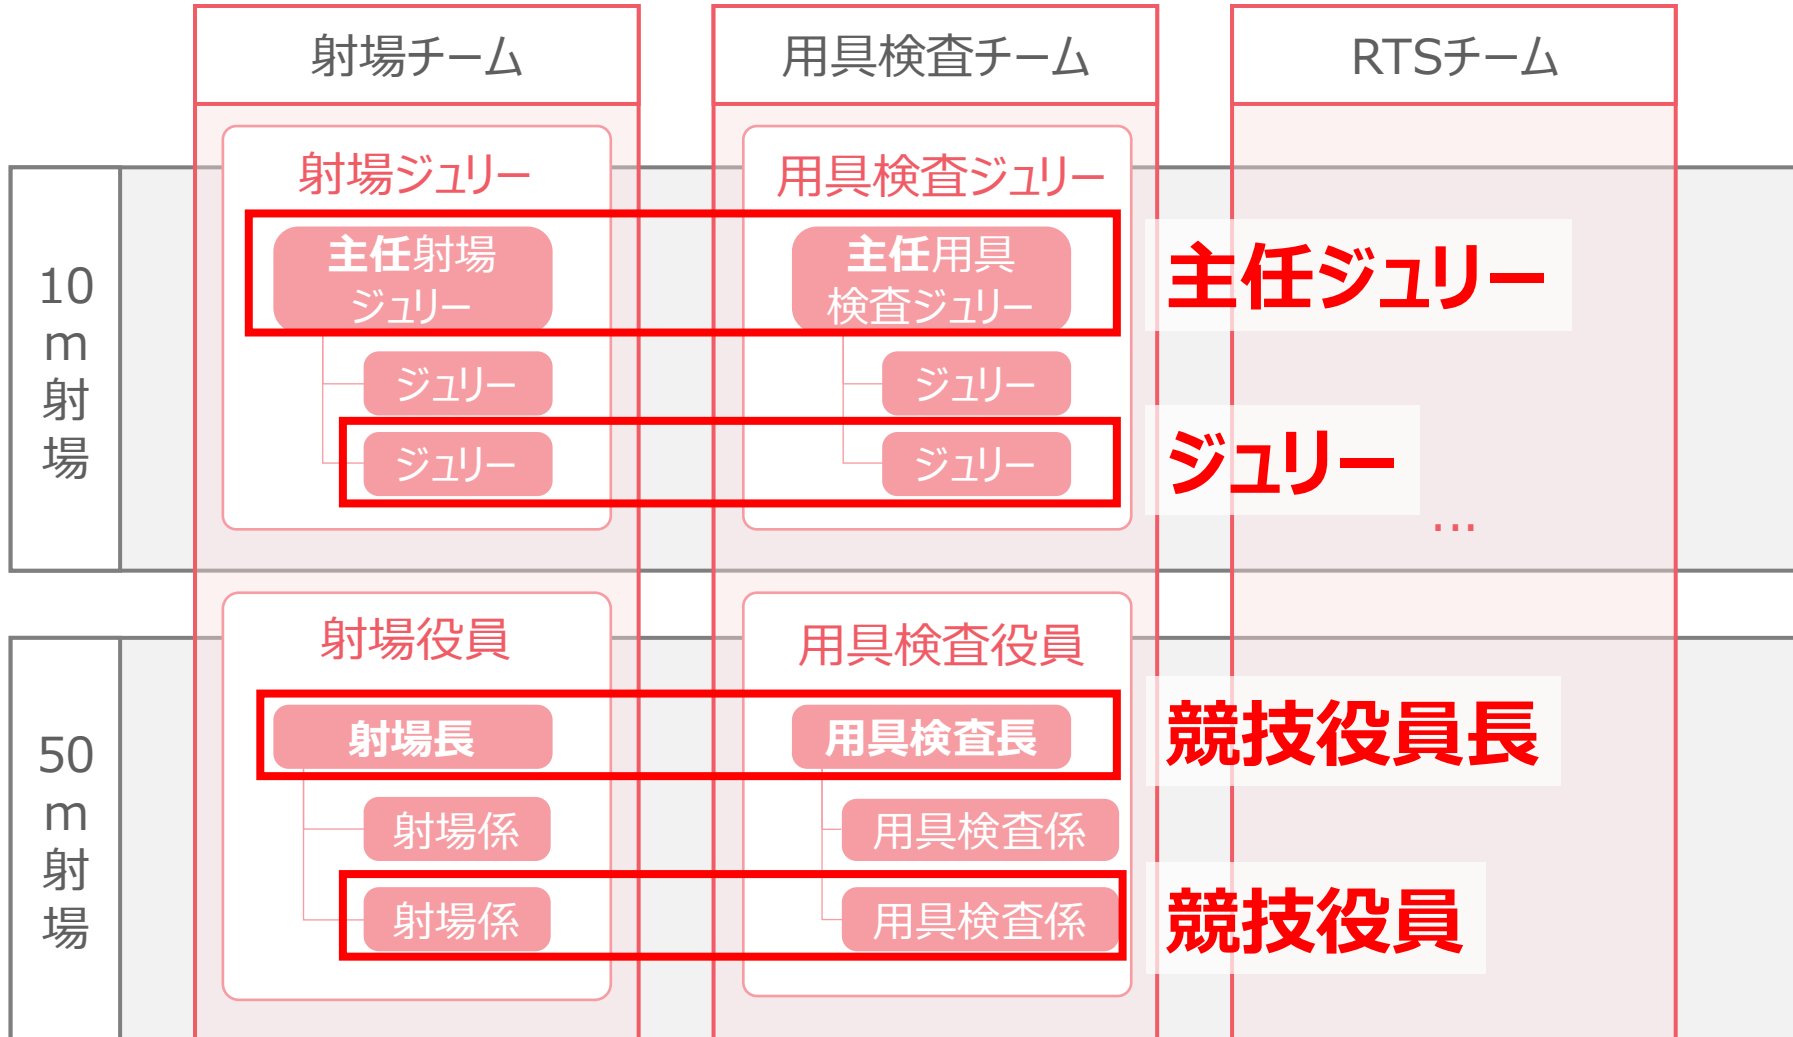 射場チーム
用具検査チーム
RTSチーム
10
m
射
場
射場ジュリー
主任射場
ジュリー
ジュリー
ジュリー
用具検査ジュリー
主任用具
検査ジュリー
ジュリー
ジュリー
主任ジュリー
ジュリー
...
50
m
射
場
射場役員
射場長
射場係
射場係
用具検査役員
用具検査長
用具検査係
用具検査係
競技役員長
競技役員